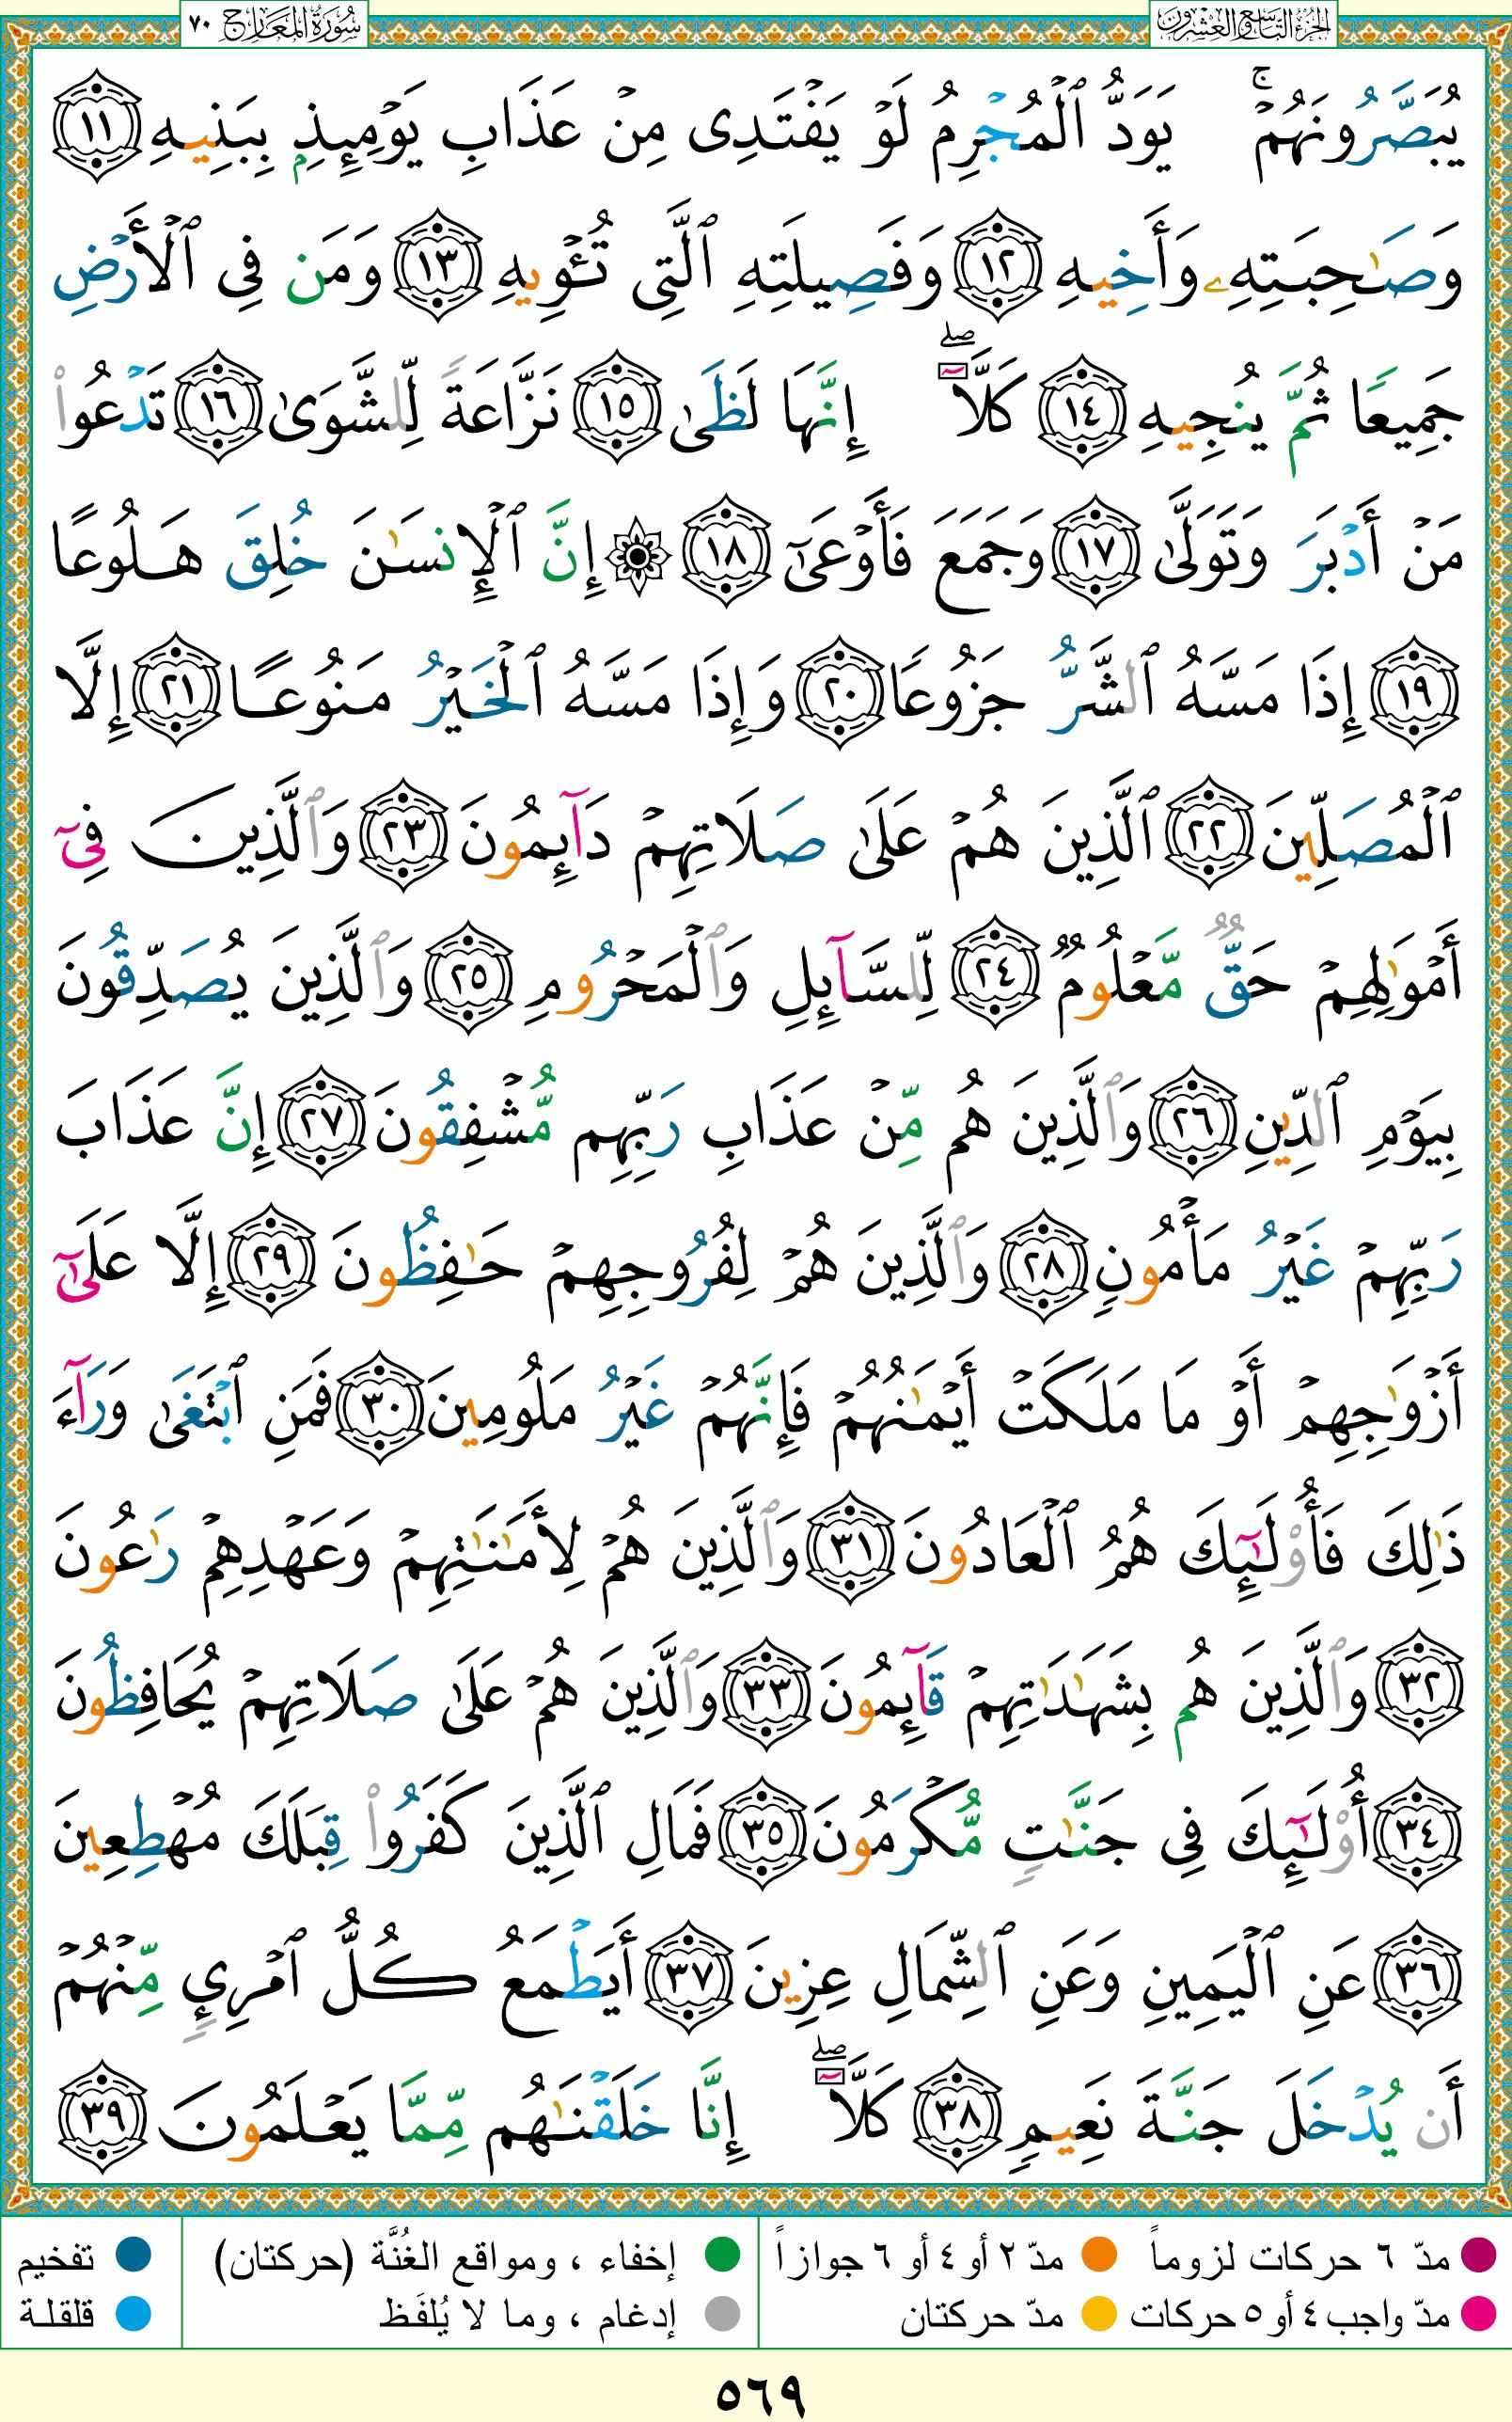 الجزء التاسع والعشرون
سورة المعارج ٧٠
يُبَصَّرُونَهُمْ ۚ يَوَدُّ ٱلْمُجْرِمُ لَوْ يَفْتَدِى مِنْ عَذَابِ يَوْمِئِذِۭ بِبَنِيهِ ١١
وَصَـٰحِبَتِهِۦ وَأَخِيهِ ١٢ وَفَصِيلَتِهِ ٱلَّتِى تُـْٔوِيهِ ١٣ وَمَن فِى ٱلْأَرْضِ
جَمِيعًا ثُمَّ يُنجِيهِ ١٤ كَلَّآ ۖ إِنَّهَا لَظَىٰ ١٥ نَزَّاعَةً لِّلشَّوَىٰ ١٦ تَدْعُوا۟
مَنْ أَدْبَرَ وَتَوَلَّىٰ ١٧ وَجَمَعَ فَأَوْعَىٰٓ ١٨ ۞ إِنَّ ٱلْإِنسَـٰنَ خُلِقَ هَلُوعًا
١٩ إِذَا مَسَّهُ ٱلشَّرُّ جَزُوعًا ٢٠ وَإِذَا مَسَّهُ ٱلْخَيْرُ مَنُوعًا ٢١ إِلَّا
ٱلْمُصَلِّينَ ٢٢ ٱلَّذِينَ هُمْ عَلَىٰ صَلَاتِهِمْ دَآئِمُونَ ٢٣ وَٱلَّذِينَ فِىٓ
أَمْوَٰلِهِمْ حَقٌّ مَّعْلُومٌ ٢٤ لِّلسَّآئِلِ وَٱلْمَحْرُومِ ٢٥ وَٱلَّذِينَ يُصَدِّقُونَ
بِيَوْمِ ٱلدِّينِ ٢٦ وَٱلَّذِينَ هُم مِّنْ عَذَابِ رَبِّهِم مُّشْفِقُونَ ٢٧ إِنَّ عَذَابَ
رَبِّهِمْ غَيْرُ مَأْمُونٍ ٢٨ وَٱلَّذِينَ هُمْ لِفُرُوجِهِمْ حَـٰفِظُونَ ٢٩ إِلَّا عَلَىٰٓ
أَزْوَٰجِهِمْ أَوْ مَا مَلَكَتْ أَيْمَـٰنُهُمْ فَإِنَّهُمْ غَيْرُ مَلُومِينَ ٣٠ فَمَنِ ٱبْتَغَىٰ وَرَآءَ
ذَٰلِكَ فَأُو۟لَـٰٓئِكَ هُمُ ٱلْعَادُونَ ٣١ وَٱلَّذِينَ هُمْ لِأَمَـٰنَـٰتِهِمْ وَعَهْدِهِمْ رَٰعُونَ
٣٢ وَٱلَّذِينَ هُم بِشَهَـٰدَٰتِهِمْ قَآئِمُونَ ٣٣ وَٱلَّذِينَ هُمْ عَلَىٰ صَلَاتِهِمْ يُحَافِظُونَ
٣٤ أُو۟لَـٰٓئِكَ فِى جَنَّـٰتٍ مُّكْرَمُونَ ٣٥ فَمَالِ ٱلَّذِينَ كَفَرُوا۟ قِبَلَكَ مُهْطِعِينَ
٣٦ عَنِ ٱلْيَمِينِ وَعَنِ ٱلشِّمَالِ عِزِينَ ٣٧ أَيَطْمَعُ كُلُّ ٱمْرِئٍ مِّنْهُمْ
أَن يُدْخَلَ جَنَّةَ نَعِيمٍ ٣٨ كَلَّآ ۖ إِنَّا خَلَقْنَـٰهُم مِّمَّا يَعْلَمُونَ ٣٩
مدّ ٦ حركات لزوماً مدّ ٢ أو ٤ أو ٦ جوازاً إخفاء ، ومواقع الغُنَّة (حركتان) تفخيم
مدّ واجب ٤ أو ٥ حركات مدّ حركتان إدغام ، وما لا يُلفَظ قلقلة
٥٦٩